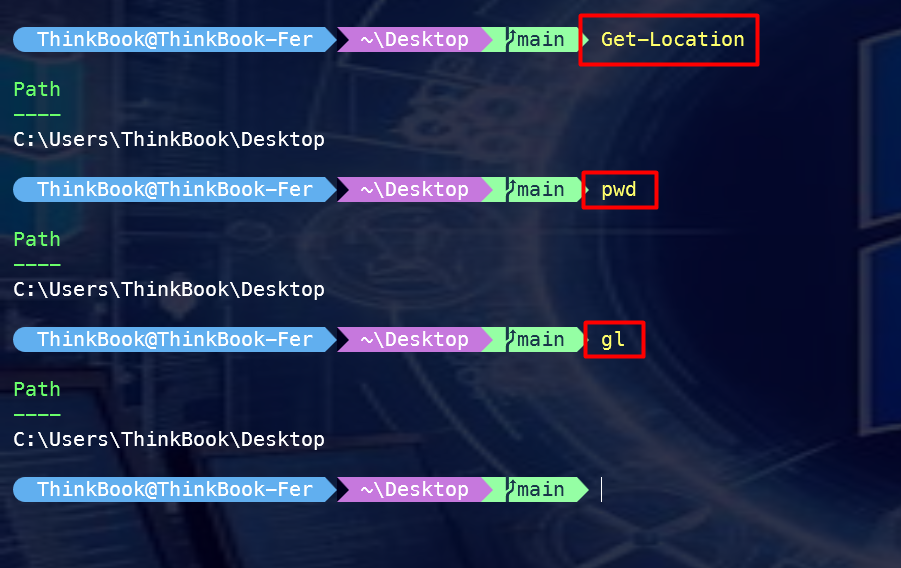 ThinkBook@ThinkBook-Fer ~\Desktop main Get-Location
Path
----
C:\Users\ThinkBook\Desktop
ThinkBook@ThinkBook-Fer ~\Desktop main pwd
Path
----
C:\Users\ThinkBook\Desktop
ThinkBook@ThinkBook-Fer ~\Desktop main gl
Path
----
C:\Users\ThinkBook\Desktop
ThinkBook@ThinkBook-Fer ~\Desktop main